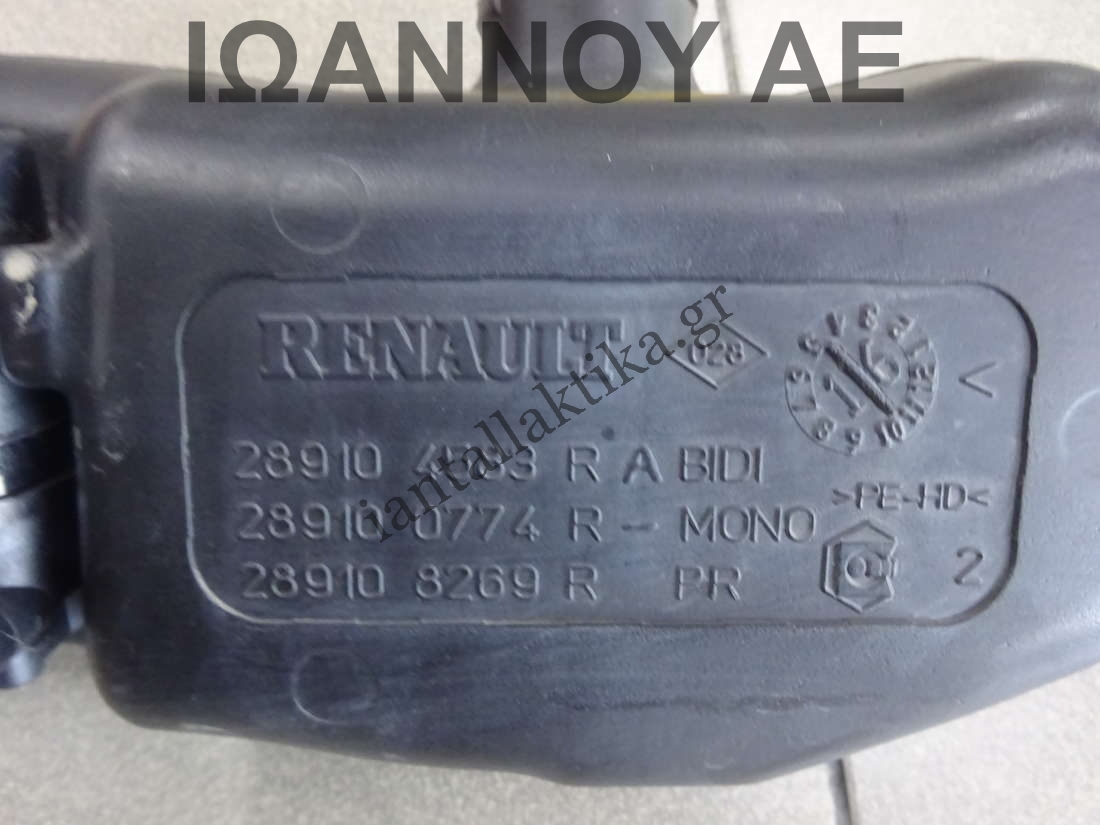 ΙΩΑΝΝΟΥ ΑΕ
RENAULT 028
28910 R A BIDI
28910 0774 R - MONO
28910 8269 R PR
>PE-HD<
2
iantallaktika.gr
16